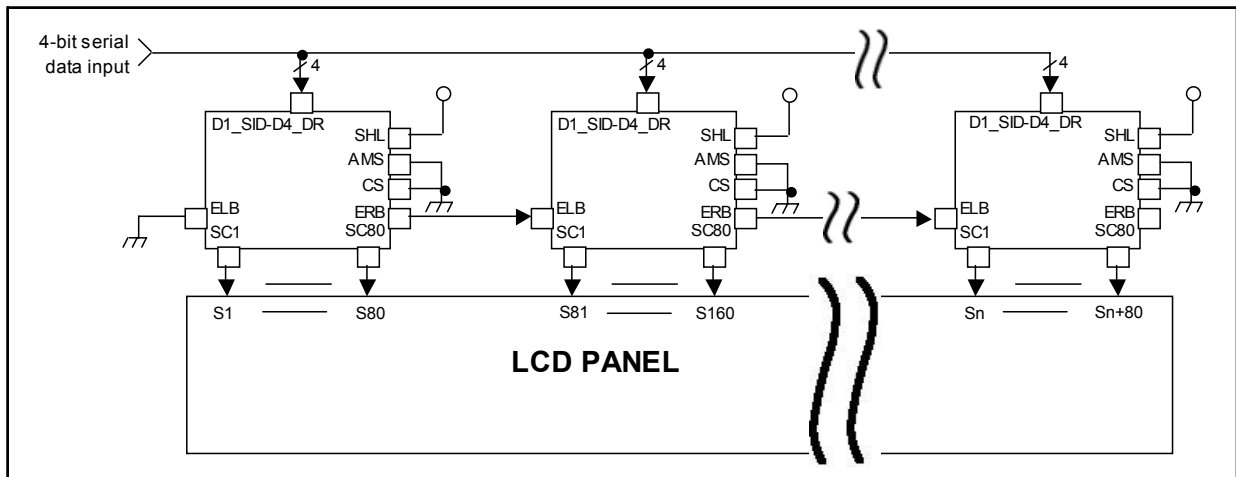 4-bit serial
data input
4
4
4
D1_SID-D4_DR
SHL
AMS
CS
ELB
ERB
SC1
SC80
D1_SID-D4_DR
SHL
AMS
CS
ELB
ERB
SC1
SC80
D1_SID-D4_DR
SHL
AMS
CS
ELB
ERB
SC1
SC80
S1
S80
S81
S160
Sn
Sn+80
LCD PANEL